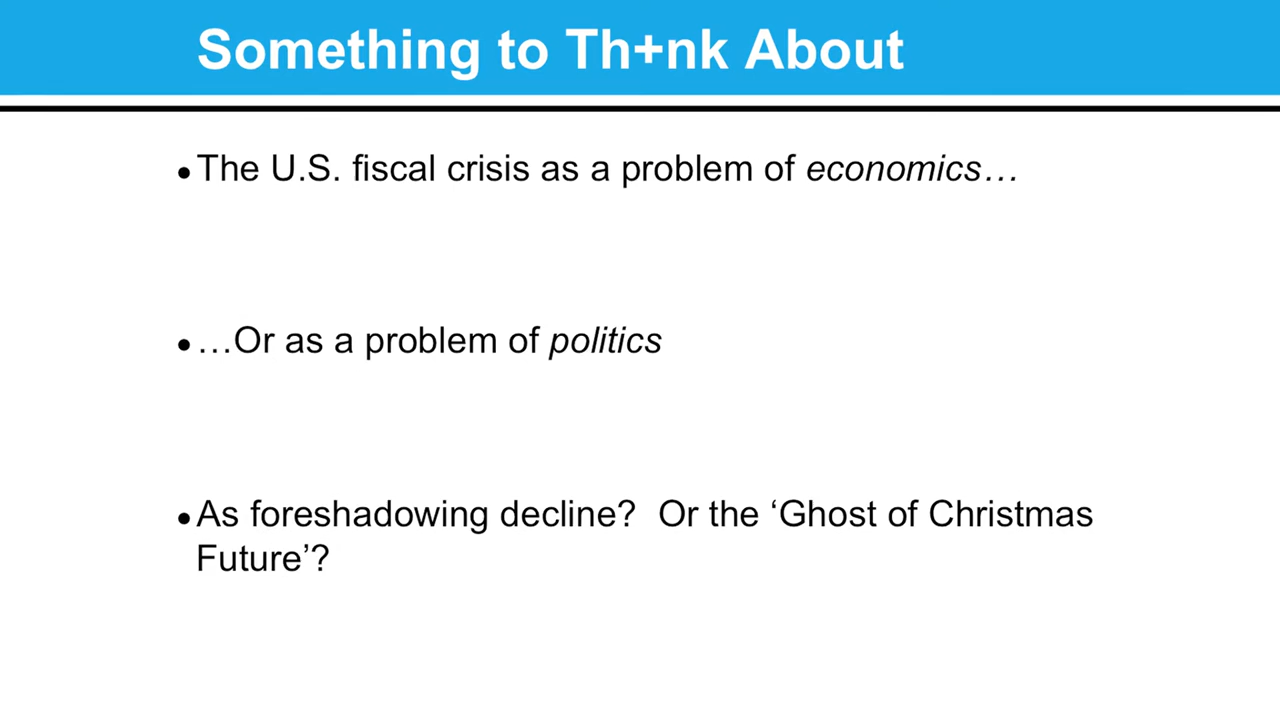 Something to Th+nk About
●The U.S. fiscal crisis as a problem of economics…
●…Or as a problem of politics
●As foreshadowing decline? Or the ‘Ghost of Christmas
Future’?